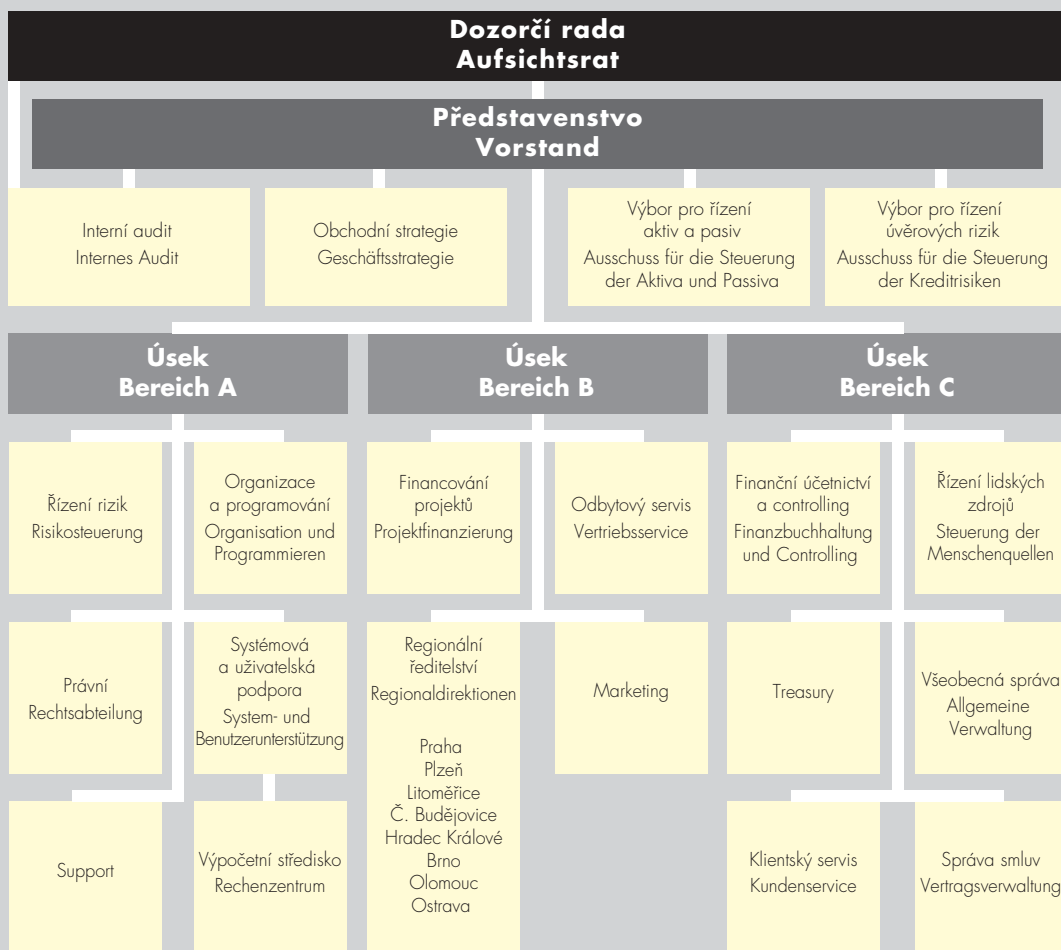 Dozorčí rada
Aufsichtsrat
Představenstvo
Vorstand
Interní audit
Internes Audit
Obchodní strategie
Geschäftsstrategie
Výbor pro řízení
aktiv a pasiv
Ausschuss für die Steuerung
der Aktiva und Passiva
Výbor pro řízení
úvěrových rizik
Ausschuss für die Steuerung
der Kreditrisiken
Úsek
Bereich A
Úsek
Bereich B
Úsek
Bereich C
Řízení rizik
Risikosteuerung
Organizace
a programování
Organisation und
Programmieren
Financování
projektů
Projektfinanzierung
Odbytový servis
Vertriebsservice
Finanční účetnictví
a controlling
Finanzbuchhaltung
und Controlling
Řízení lidských
zdrojů
Steuerung der
Menschenquellen
Právní
Rechtsabteilung
Systémová
a uživatelská
podpora
System- und
Benutzerunterstützung
Regionální
ředitelství
Regionaldirektionen
Praha
Plzeň
Litoměřice
Č. Budějovice
Hradec Králové
Brno
Olomouc
Ostrava
Marketing
Treasury
Všeobecná správa
Allgemeine
Verwaltung
Support
Výpočetní středisko
Rechenzentrum
Klientský servis
Kundenservice
Správa smluv
Vertragsverwaltung